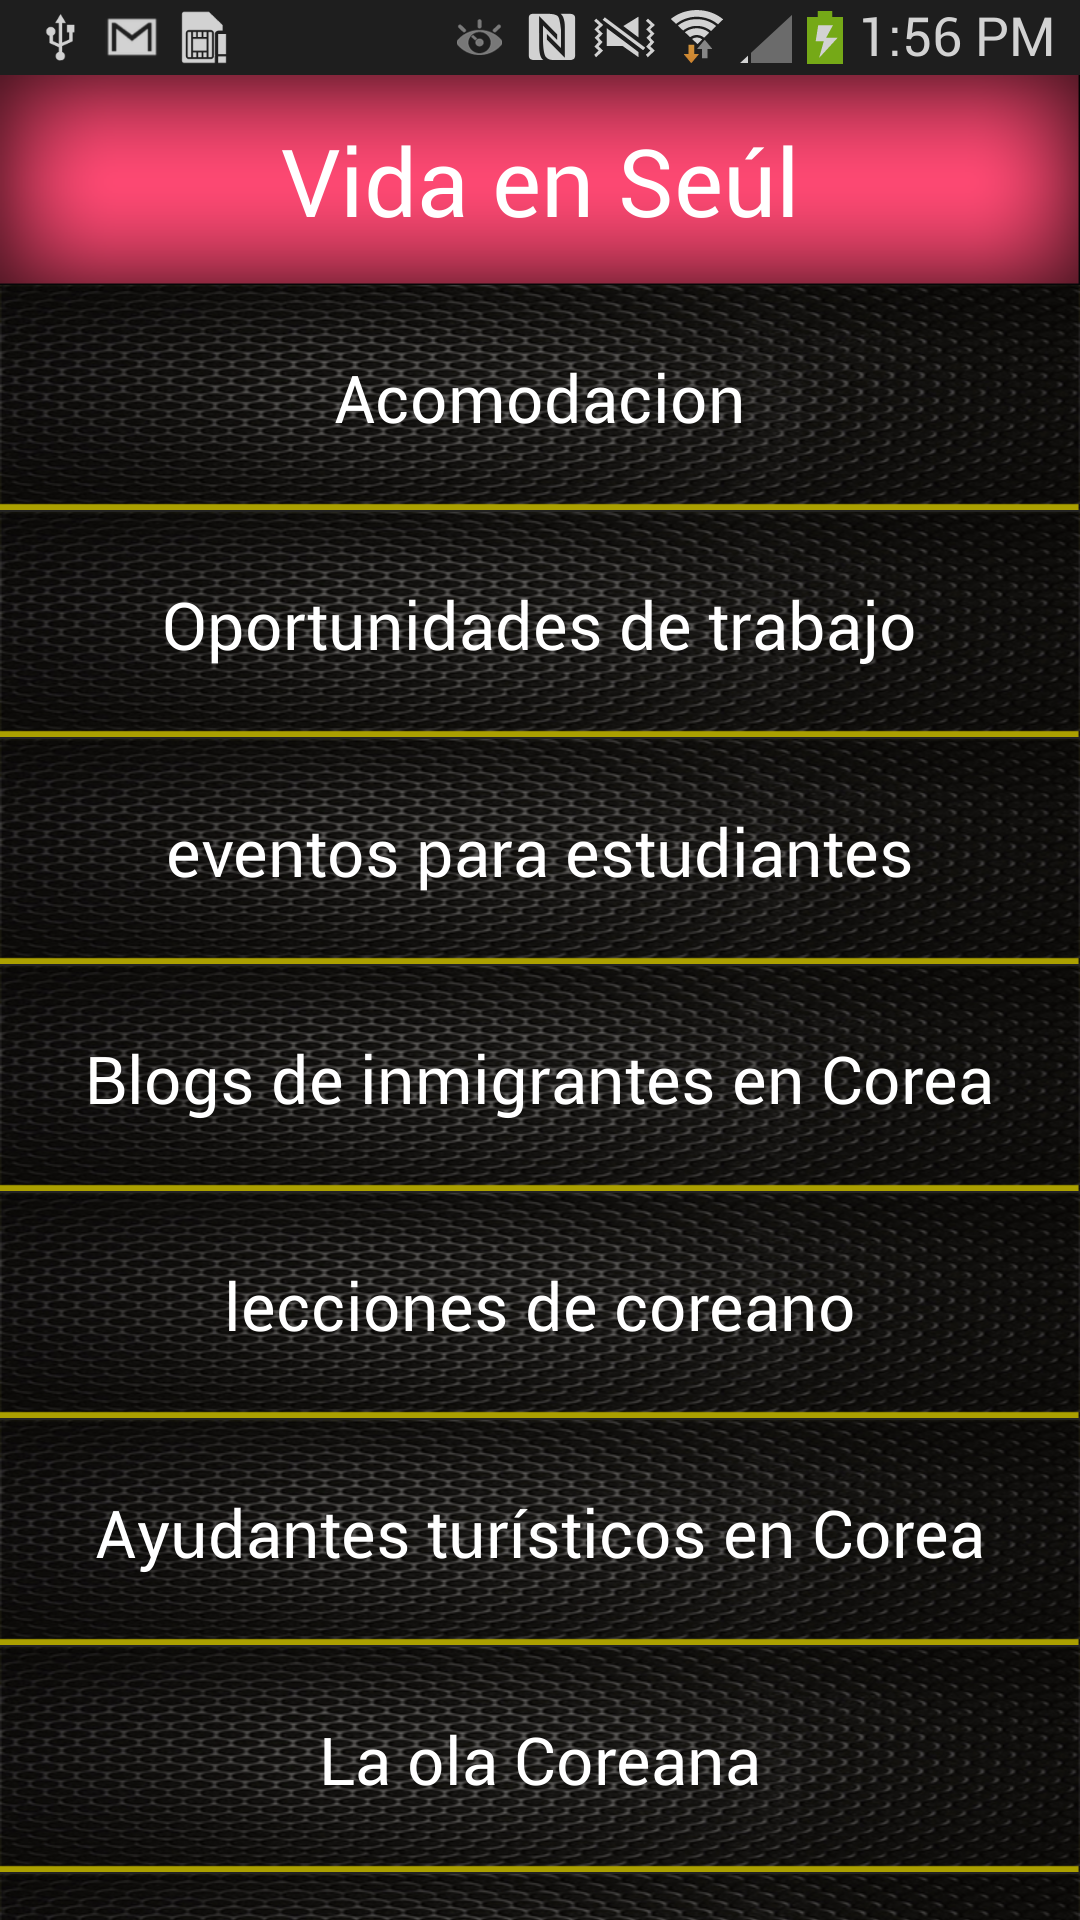 1:56 PM
Vida en Seúl
Acomodacion
Oportunidades de trabajo
eventos para estudiantes
Blogs de inmigrantes en Corea
lecciones de coreano
Ayudantes turísticos en Corea
La ola Coreana